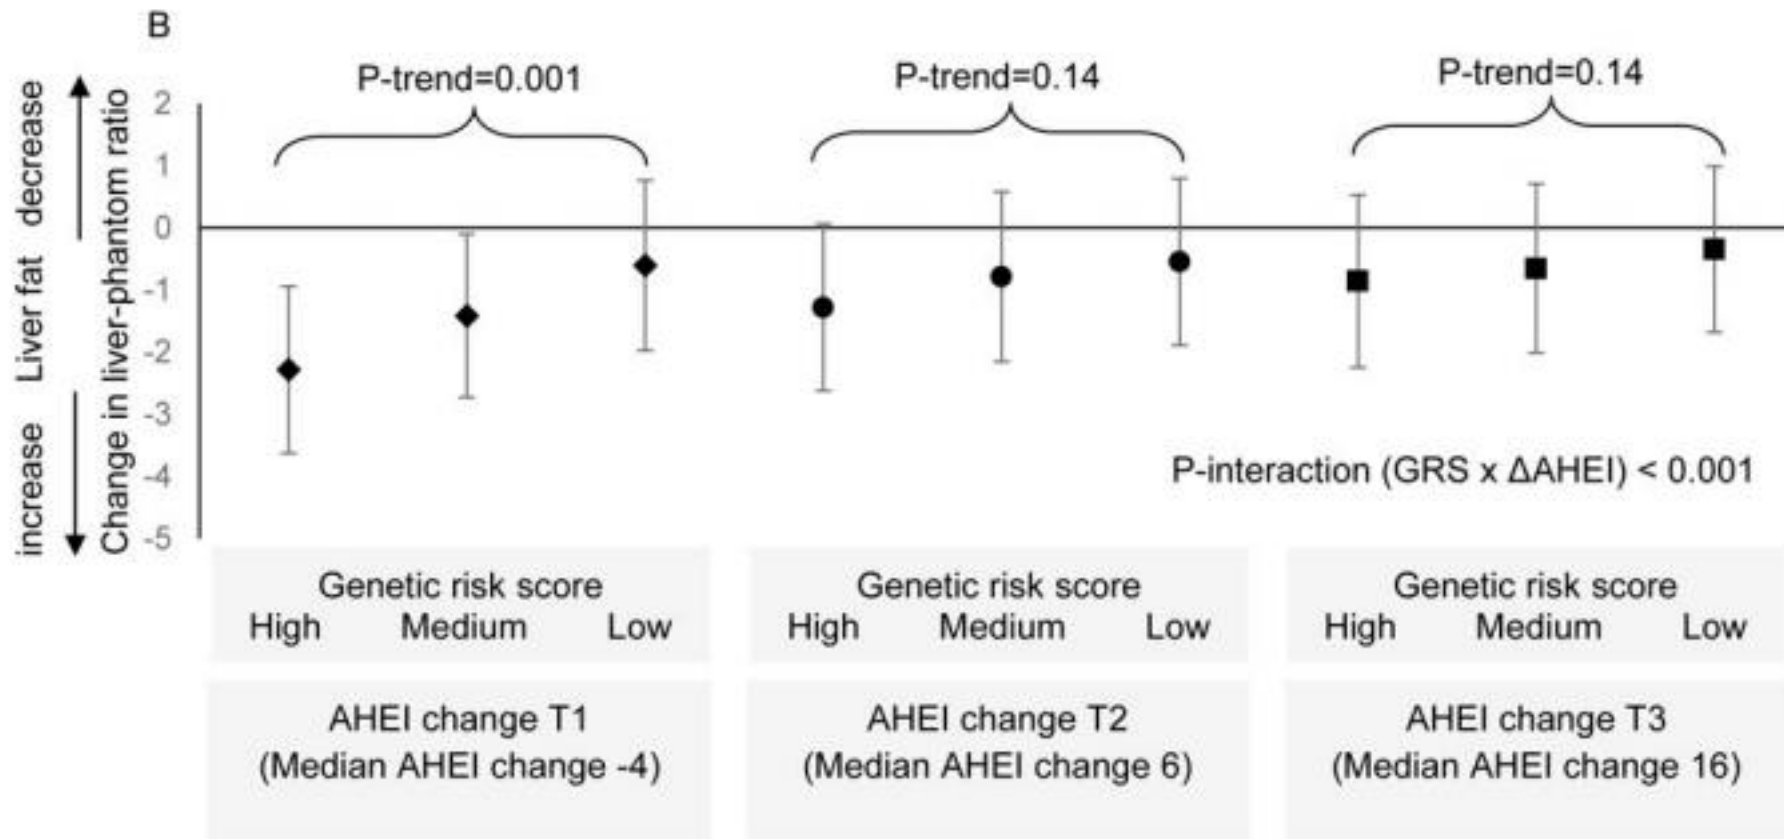 B
P-trend=0.001
P-trend=0.14
P-trend=0.14
increase Liver fat decrease
Change in liver-phantom ratio
2
1
0
-1
-2
-3
-4
-5
P-interaction (GRS x ΔAHEI) < 0.001
Genetic risk score
High Medium Low
Genetic risk score
High Medium Low
Genetic risk score
High Medium Low
AHEI change T1
(Median AHEI change -4)
AHEI change T2
(Median AHEI change 6)
AHEI change T3
(Median AHEI change 16)